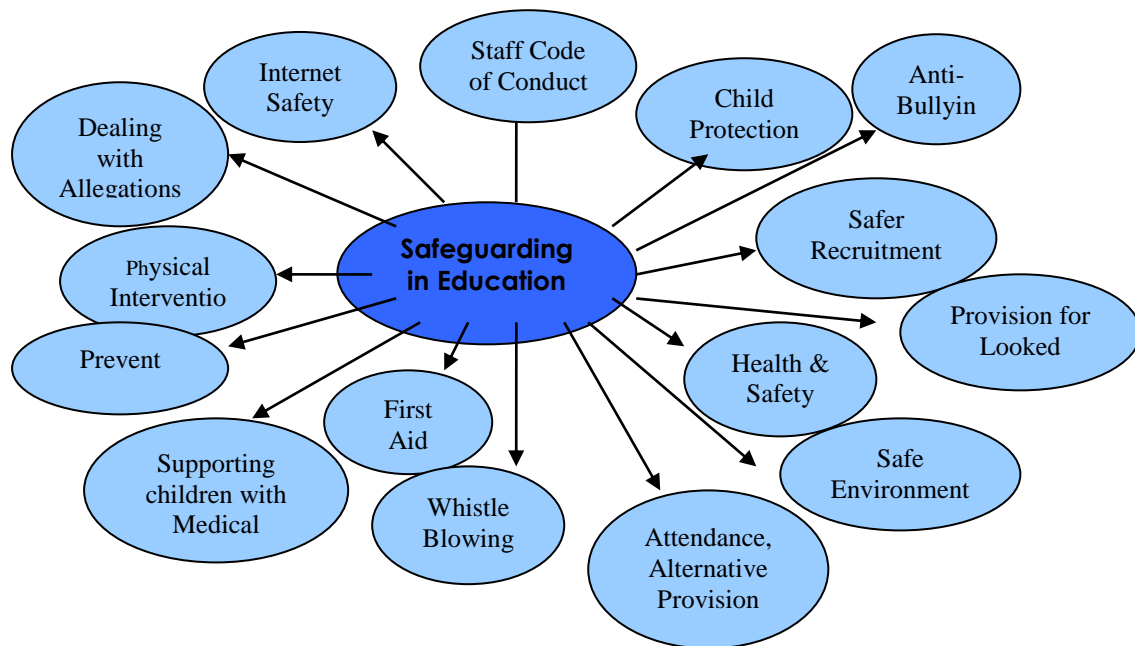 Staff Code
of Conduct
Internet
Safety
Anti-
Bullyin
Child
Protection
Dealing
with
Allegations
Safeguarding
in Education
Safer
Recruitment
Physical
Interventio
Provision for
Looked
Prevent
Health &
Safety
First
Aid
Supporting
children with
Medical
Safe
Environment
Whistle
Blowing
Attendance,
Alternative
Provision